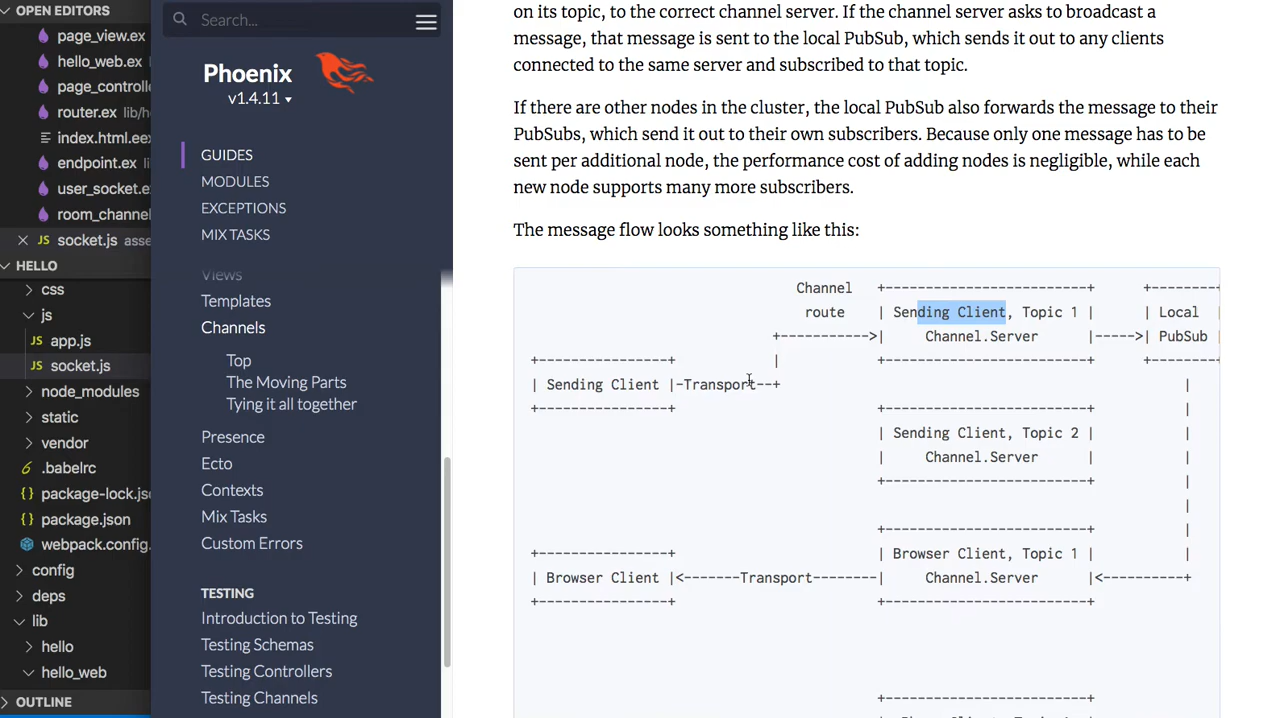 OPEN EDITORS
page_view.ex
hello_web.ex
page_controll
router.ex lib/h
index.html.eex
endpoint.ex li
user_socket.e
room_channel
JS socket.js asse
HELLO
css
js
app.js
JS socket.js
node_modules
static
vendor
.babelrc
{} package-lock.js
{} package.json
webpack.config.
config
deps
lib
hello
hello_web
OUTLINE
Search...
Phoenix
v1.4.11
GUIDES
MODULES
EXCEPTIONS
MIX TASKS
Views
Templates
Channels
Top
The Moving Parts
Tying it all together
Presence
Ecto
Contexts
Mix Tasks
Custom Errors
TESTING
Introduction to Testing
Testing Schemas
Testing Controllers
Testing Channels
on its topic, to the correct channel server. If the channel server asks to broadcast a
message, that message is sent to the local PubSub, which sends it out to any clients
connected to the same server and subscribed to that topic.
If there are other nodes in the cluster, the local PubSub also forwards the message to their
PubSubs, which send it out to their own subscribers. Because only one message has to be
sent per additional node, the performance cost of adding nodes is negligible, while each
new node supports many more subscribers.
The message flow looks something like this:
Channel +-------------------------+ +--------
route | Sending Client, Topic 1 | | Local
+----------->| Channel.Server |----->| PubSub
+----------------+ | +-------------------------+ +--------
| Sending Client |-Transport--+ |
+----------------+ +-------------------------+ |
| Sending Client, Topic 2 | |
| Channel.Server | |
+-------------------------+ |
|
+-------------------------+ |
+----------------+ | Browser Client, Topic 1 | |
| Browser Client |<-------Transport--------| Channel.Server |<----------+
+----------------+ +-------------------------+
+-------------------------+